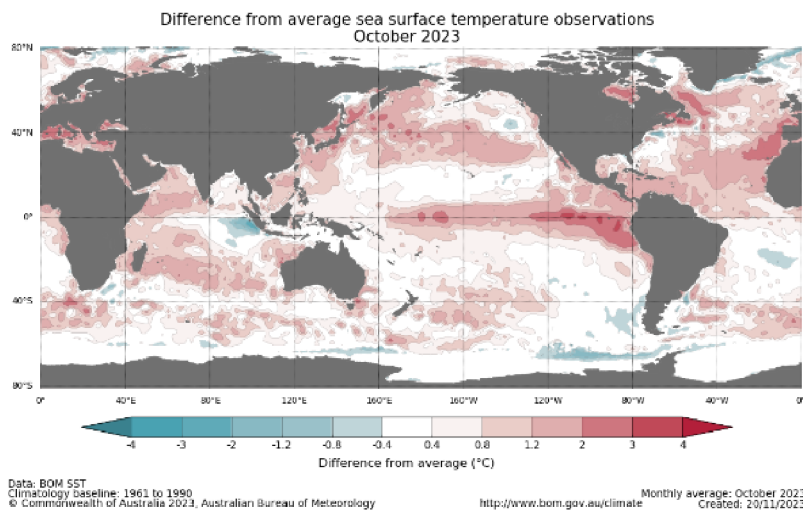 Difference from average sea surface temperature observations
October 2023
80°N
40°N
0°
40°S
80°S
0° 40°E 80°E 120°E 160°E 160°W 120°W 80°W 40°W 0°
-4 -3 -2 -1.2 -0.8 -0.4 0.4 0.8 1.2 2 3 4
Difference from average (°C)
Data: BOM SST
Climatology baseline: 1961 to 1990
© Commonwealth of Australia 2023, Australian Bureau of Meteorology
http://www.bom.gov.au/climate
Monthly average: October 2023
Created: 20/11/2023